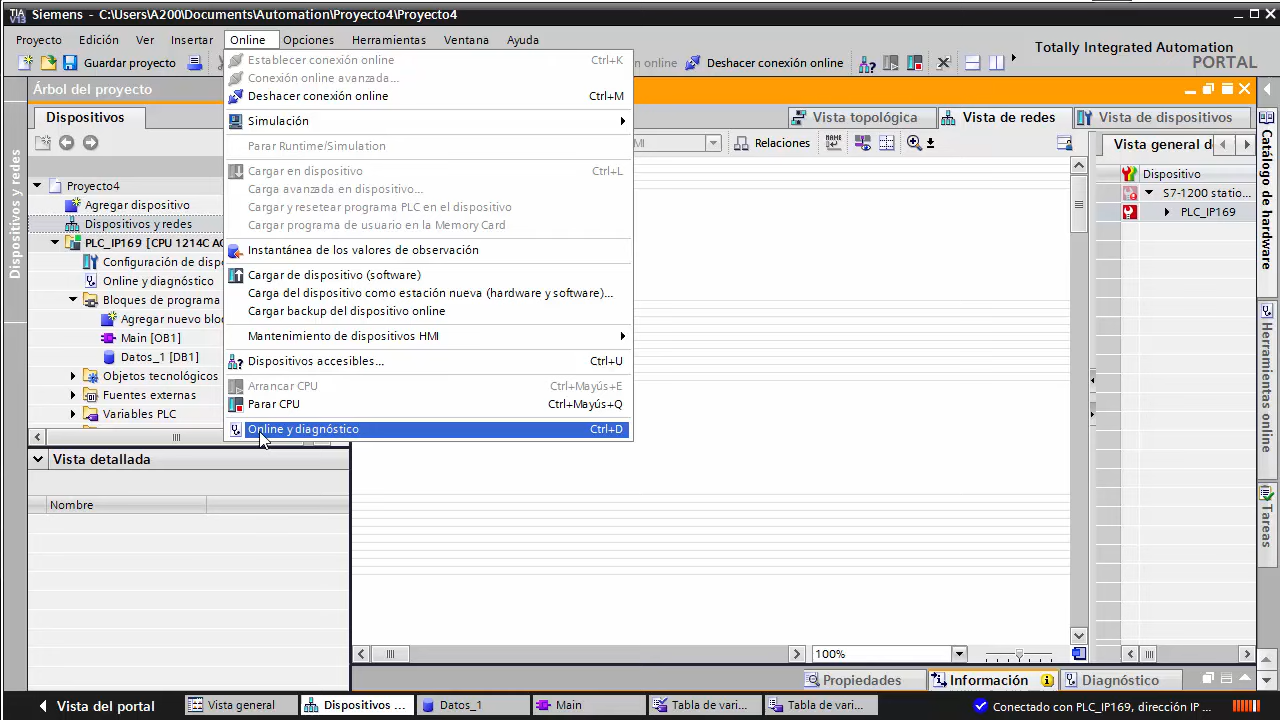 Siemens - C:\Users\A200\Documents\Automation\Proyecto4\Proyecto4
Proyecto Edición Ver Insertar Online Opciones Herramientas Ventana Ayuda
Totally Integrated Automation
PORTAL
Guardar proyecto
online
Deshacer conexión online
Establecer conexión online Ctrl+K
Conexión online avanzada...
Deshacer conexión online Ctrl+M
Simulación
Parar Runtime/Simulation
Cargar en dispositivo Ctrl+L
Carga avanzada en dispositivo...
Cargar y resetear programa PLC en el dispositivo
Cargar programa de usuario en la Memory Card
Instantánea de los valores de observación
Cargar de dispositivo (software)
Carga del dispositivo como estación nueva (hardware y software)...
Cargar backup del dispositivo online
Mantenimiento de dispositivos HMI
Dispositivos accesibles... Ctrl+U
Arrancar CPU Ctrl+Mayús+E
Parar CPU Ctrl+Mayús+Q
Online y diagnóstico Ctrl+D
Árbol del proyecto
Dispositivos
Dispositivos y redes
Proyecto4
Agregar dispositivo
Dispositivos y redes
PLC_IP169 [CPU 1214C AC
Configuración de dispo
Online y diagnóstico
Bloques de programa
Agregar nuevo bloc
Main [OB1]
Datos_1 [DB1]
Objetos tecnológicos
Fuentes externas
Variables PLC
Vista detallada
Nombre
Vista topológica
Vista de redes
Vista de dispositivos
Relaciones
Vista general d
Dispositivo
S7-1200 statio...
PLC_IP169
Catálogo de hardware
Herramientas online
Tareas
100%
Propiedades
Información
Diagnóstico
Vista del portal
Vista general
Dispositivos ...
Datos_1
Main
Tabla de vari...
Tabla de vari...
Conectado con PLC_IP169, dirección IP ...